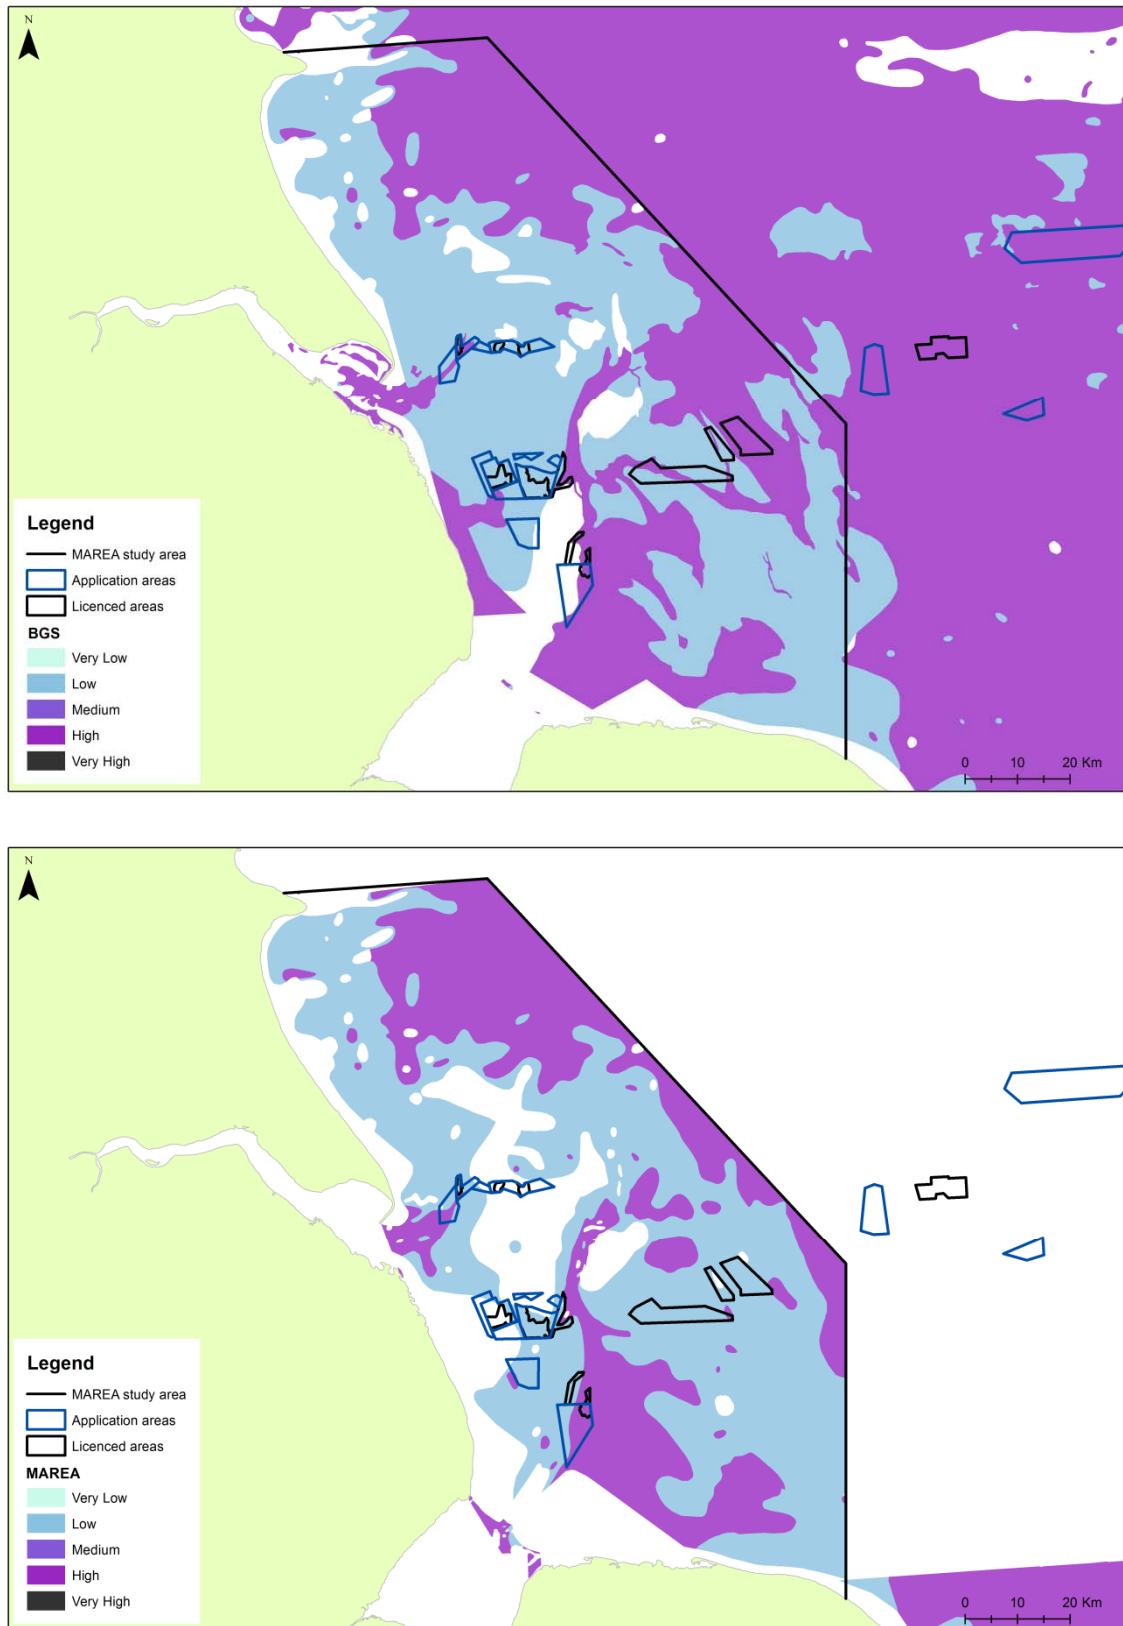 N
Legend
MAREA study area
Application areas
Licenced areas
BGS
Very Low
Low
Medium
High
Very High
0 10 20 Km
N
Legend
MAREA study area
Application areas
Licenced areas
MAREA
Very Low
Low
Medium
High
Very High
0 10 20 Km